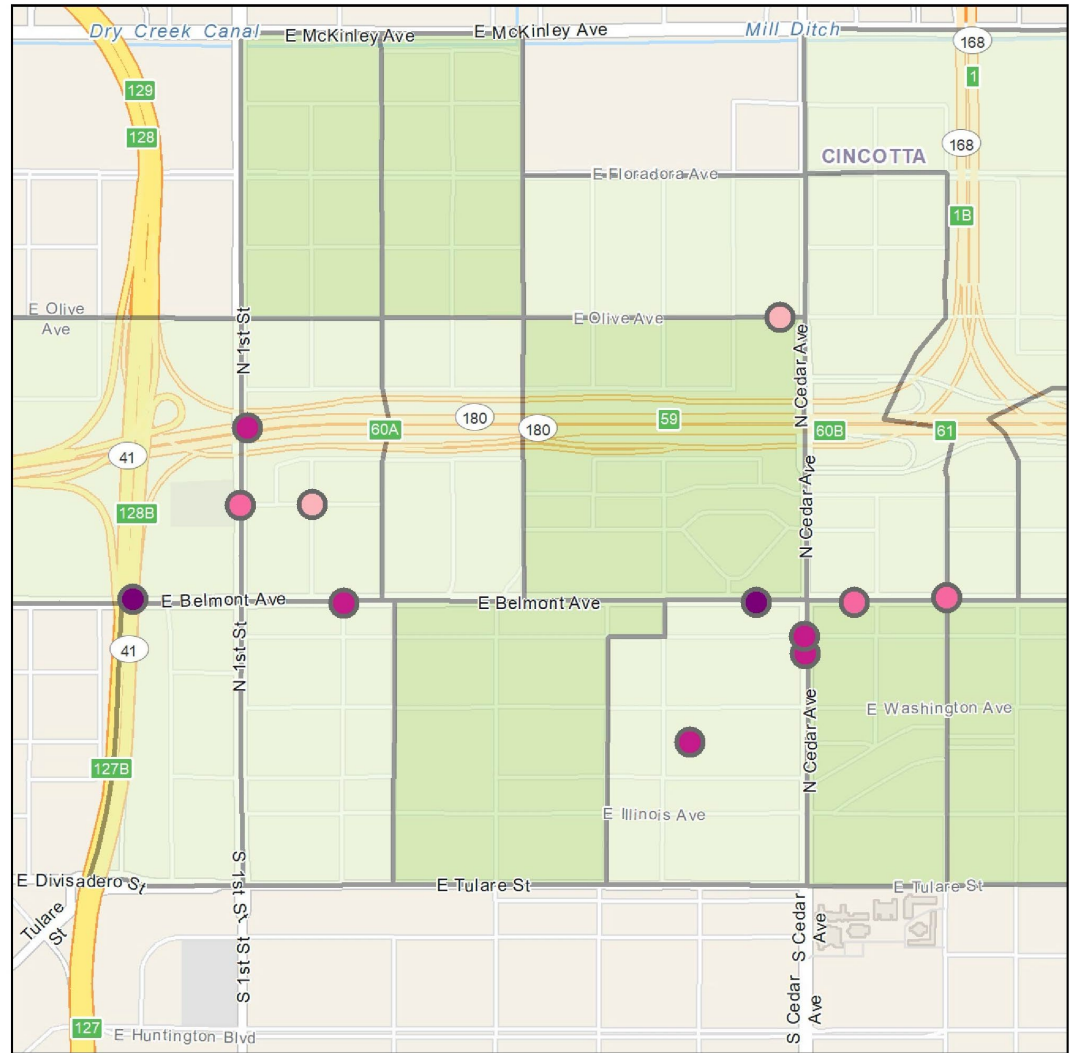 Dry Creek Canal
E McKinley Ave
E McKinley Ave
Mill Ditch
168
1
129
128
CINCOTTA
168
E Floradora Ave
1B
E Olive
Ave
N 1st St
E Olive Ave
N Cedar Ave
180
180
59
60A
60B
61
41
N Cedar Ave
128B
E Belmont Ave
E Belmont Ave
41
N 1st St
E Washington Ave
N Cedar Ave
127B
E Illinois Ave
S 1st St
E Divisadero St
E Tulare St
E Tulare St
Tulare
St
S 1st St
S Cedar
Ave
S Cedar
Ave
127
E Huntington Blvd